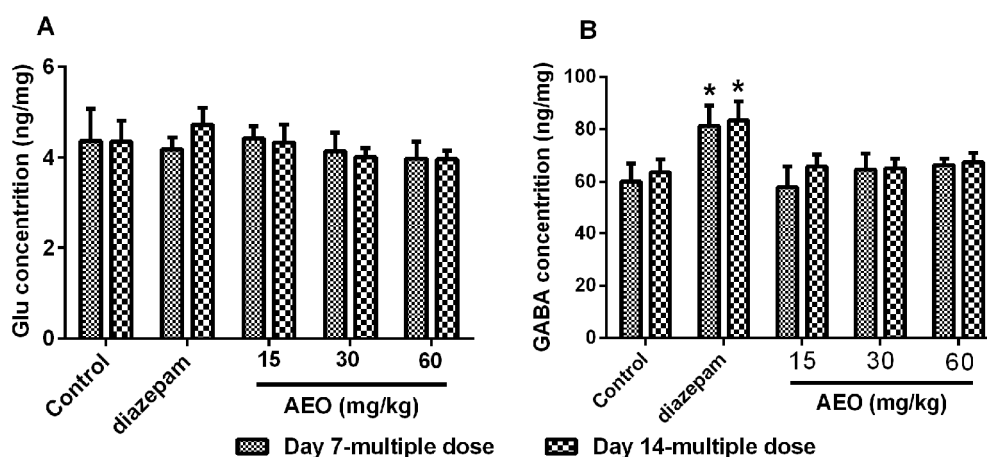 A
Glu concentrition (ng/mg)
6
4
2
0
Control
diazepam
15 30 60
AEO (mg/kg)
B
GABA concentrition (ng/mg)
100
80
60
40
20
0
* *
Control
diazepam
15 30 60
AEO (mg/kg)
Day 7-multiple dose Day 14-multiple dose